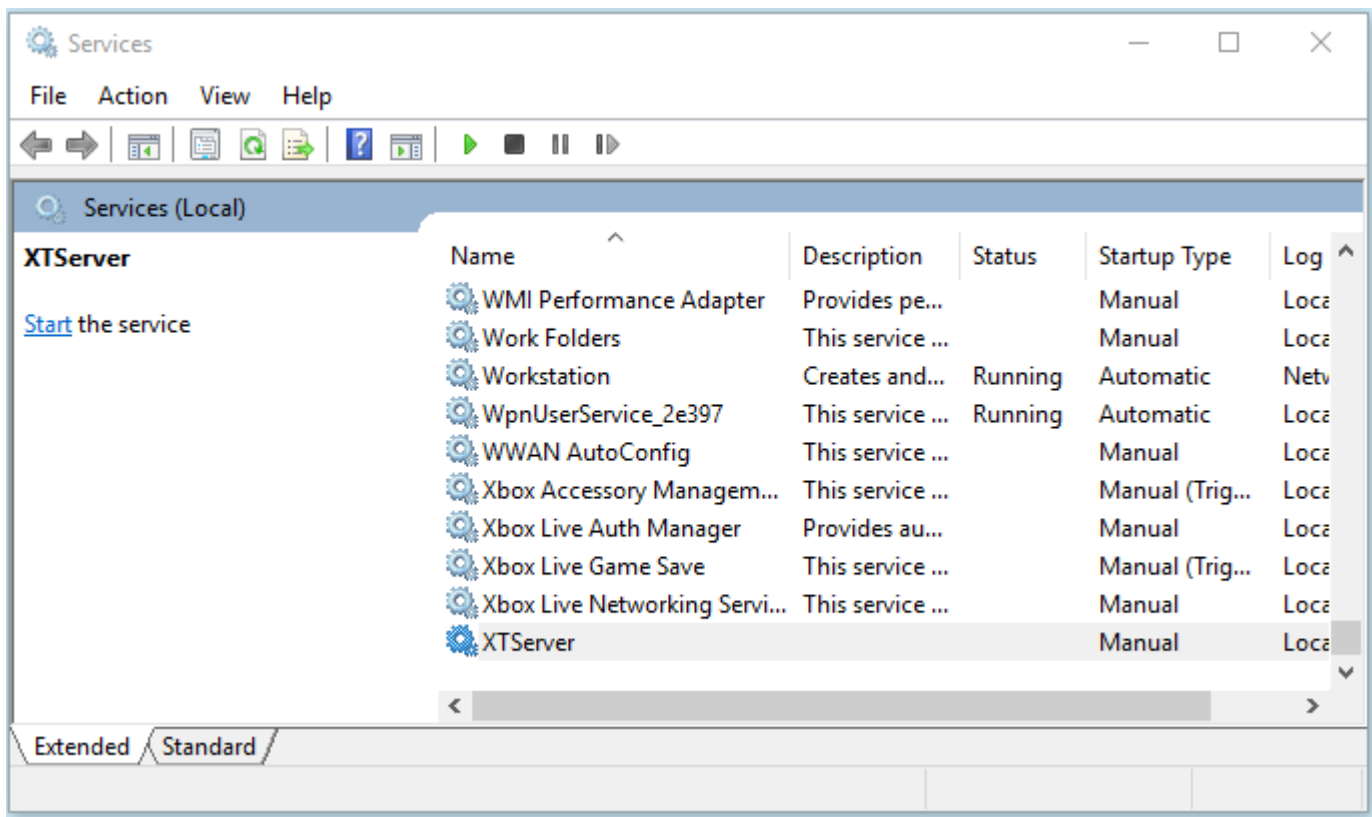 Services
File Action View Help
Services (Local)
XTServer
Start the service
Name Description Status Startup Type Log
WMI Performance Adapter Provides pe... Manual Loca
Work Folders This service ... Manual Loca
Workstation Creates and... Running Automatic Netw
WpnUserService_2e397 This service ... Running Automatic Loca
WWAN AutoConfig This service ... Manual Loca
Xbox Accessory Managem... This service ... Manual (Trig... Loca
Xbox Live Auth Manager Provides au... Manual Loca
Xbox Live Game Save This service ... Manual (Trig... Loca
Xbox Live Networking Servi... This service ... Manual Loca
XTServer Manual Loca
Extended Standard